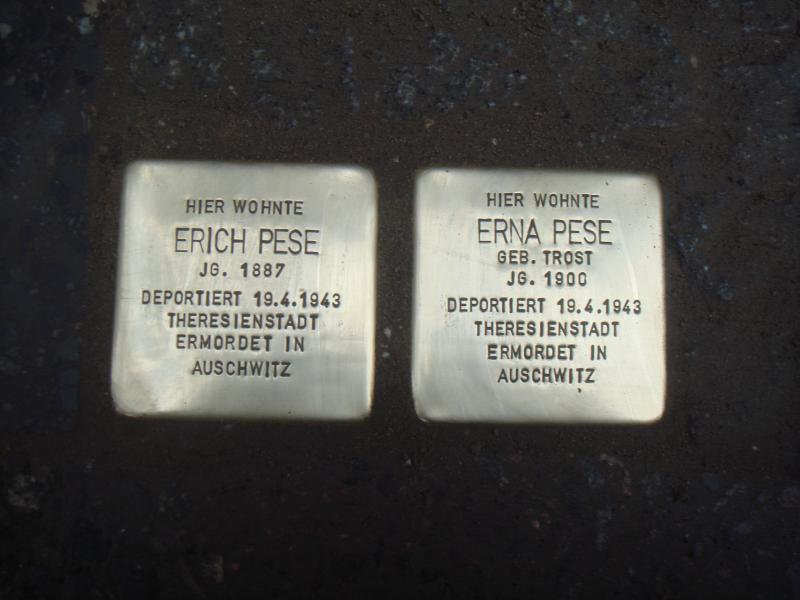 HIER WOHNTE
ERICH PESE
JG. 1887
DEPORTIERT 19.4.1943
THERESIENSTADT
ERMORDET IN
AUSCHWITZ
HIER WOHNTE
ERNA PESE
GEB. TROST
JG. 1900
DEPORTIERT 19.4.1943
THERESIENSTADT
ERMORDET IN
AUSCHWITZ